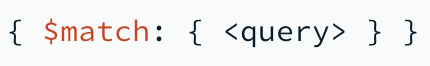 { $match: { <query> } }